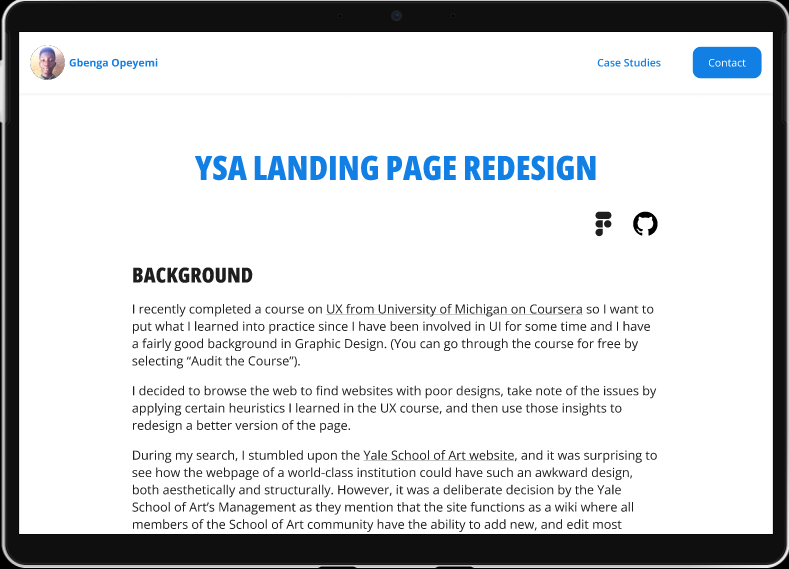 Gbenga Opeyemi
Case Studies
Contact
YSA LANDING PAGE REDESIGN
BACKGROUND
I recently completed a course on UX from University of Michigan on Coursera so I want to
put what I learned into practice since I have been involved in UI for some time and I have
a fairly good background in Graphic Design. (You can go through the course for free by
selecting “Audit the Course”).
I decided to browse the web to find websites with poor designs, take note of the issues by
applying certain heuristics I learned in the UX course, and then use those insights to
redesign a better version of the page.
During my search, I stumbled upon the Yale School of Art website, and it was surprising to
see how the webpage of a world-class institution could have such an awkward design,
both aesthetically and structurally. However, it was a deliberate decision by the Yale
School of Art’s Management as they mention that the site functions as a wiki where all
members of the School of Art community have the ability to add new, and edit most